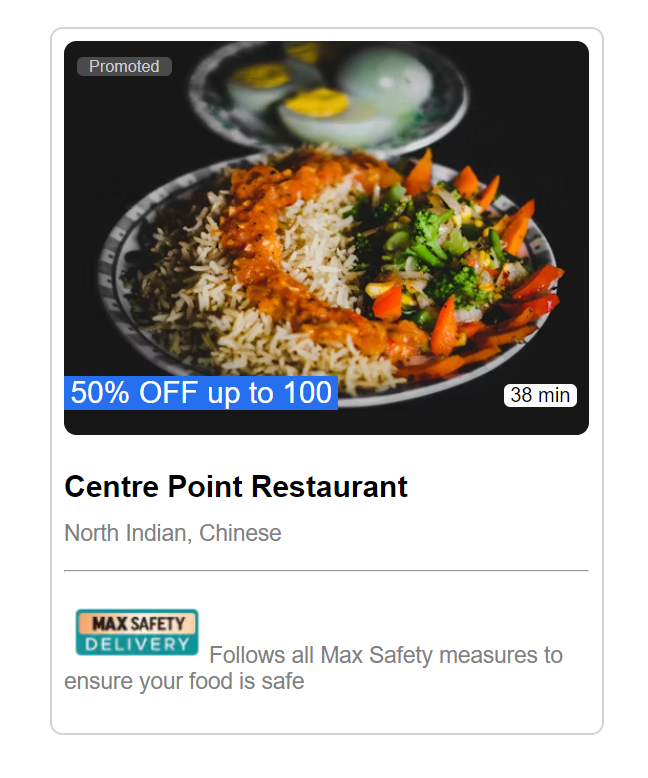 Promoted
50% OFF up to 100
38 min
Centre Point Restaurant
North Indian, Chinese
MAX SAFETY
DELIVERY
Follows all Max Safety measures to
ensure your food is safe